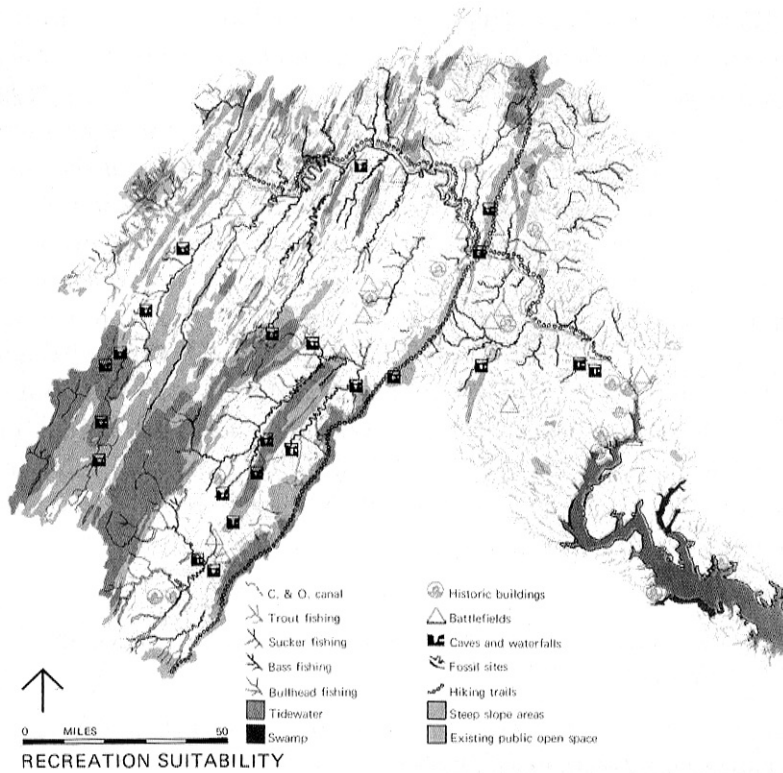 C. & O. canal
Trout fishing
Sucker fishing
Bass fishing
Bullhead fishing
Tidewater
Swamp
Historic buildings
Battlefields
Caves and waterfalls
Fossil sites
Hiking trails
Steep slope areas
Existing public open space
0 MILES 50
RECREATION SUITABILITY